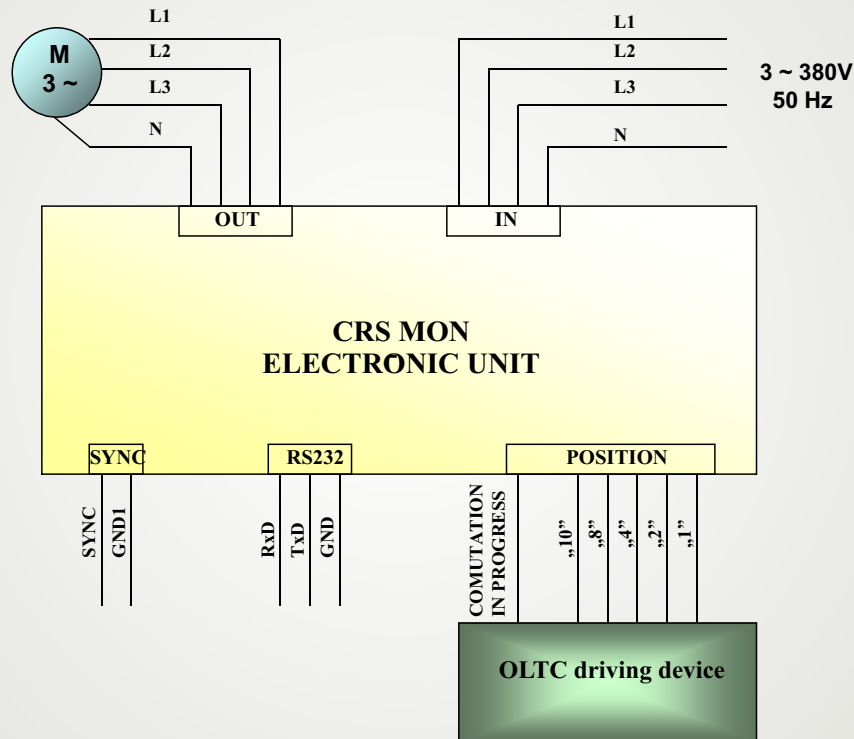 L1
L2
L3
N
M
3 ~
L1
L2
L3
N
3 ~ 380V
50 Hz
OUT
IN
CRS MON
ELECTRONIC UNIT
SYNC
RS232
POSITION
SYNC
GND1
RxD
TxD
GND
COMUTATION
IN PROGRESS
„10”
„8”
„4”
„2”
„1”
OLTC driving device